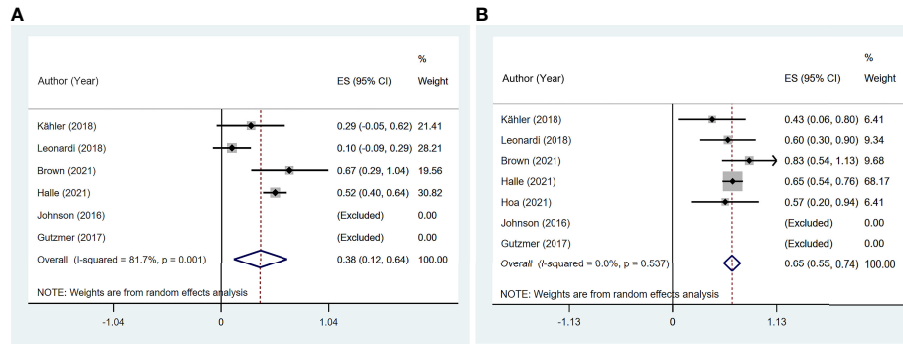 A
%
Author (Year) ES (95% CI) Weight
Kähler (2018) 0.29 (-0.05, 0.62) 21.41
Leonardi (2018) 0.10 (-0.09, 0.29) 28.21
Brown (2021) 0.67 (0.29, 1.04) 19.56
Halle (2021) 0.52 (0.40, 0.64) 30.82
Johnson (2016) (Excluded) 0.00
Gutzmer (2017) (Excluded) 0.00
Overall (I-squared = 81.7%, p = 0.001) 0.38 (0.12, 0.64) 100.00
NOTE: Weights are from random effects analysis
-1.04 0 1.04
B
%
Author (Year) ES (95% CI) Weight
Kähler (2018) 0.43 (0.06, 0.80) 6.41
Leonardi (2018) 0.60 (0.30, 0.90) 9.34
Brown (2021) 0.83 (0.54, 1.13) 9.68
Halle (2021) 0.65 (0.54, 0.76) 68.17
Hoa (2021) 0.57 (0.20, 0.94) 6.41
Johnson (2016) (Excluded) 0.00
Gutzmer (2017) (Excluded) 0.00
Overall (I-squared = 0.0%, p = 0.537) 0.65 (0.55, 0.74) 100.00
NOTE: Weights are from random effects analysis
-1.13 0 1.13